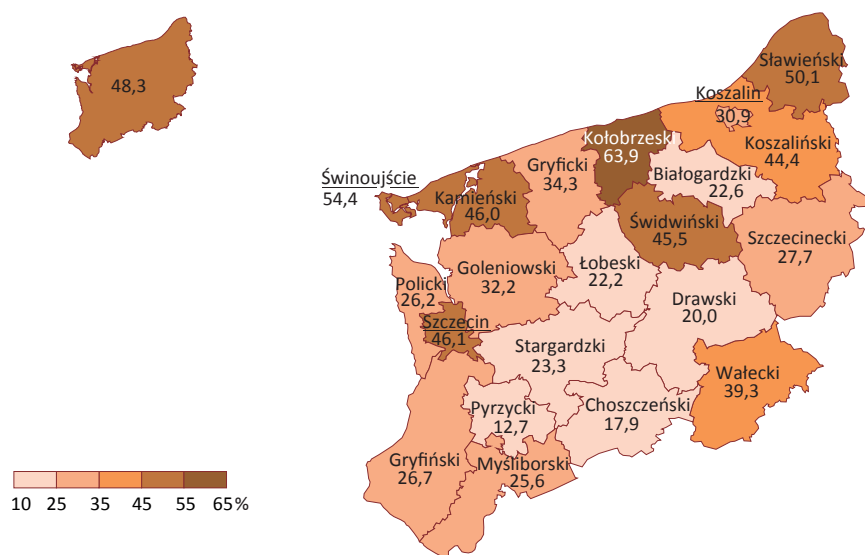 48,3
Sławieński
50,1
Koszalin
30,9
Koszaliński
44,4
Kołobrzeski
63,9
Gryficki
34,3
Białogardzki
22,6
Świnoujście
54,4
Kamieński
46,0
Świdwiński
45,5
Szczecinecki
27,7
Goleniowski
32,2
Łobeski
22,2
Policki
26,2
Drawski
20,0
Szczecin
46,1
Stargardzki
23,3
Wałecki
39,3
Pyrzycki
12,7
Choszczeński
17,9
Gryfiński
26,7
Myśliborski
25,6
10 25 35 45 55 65%